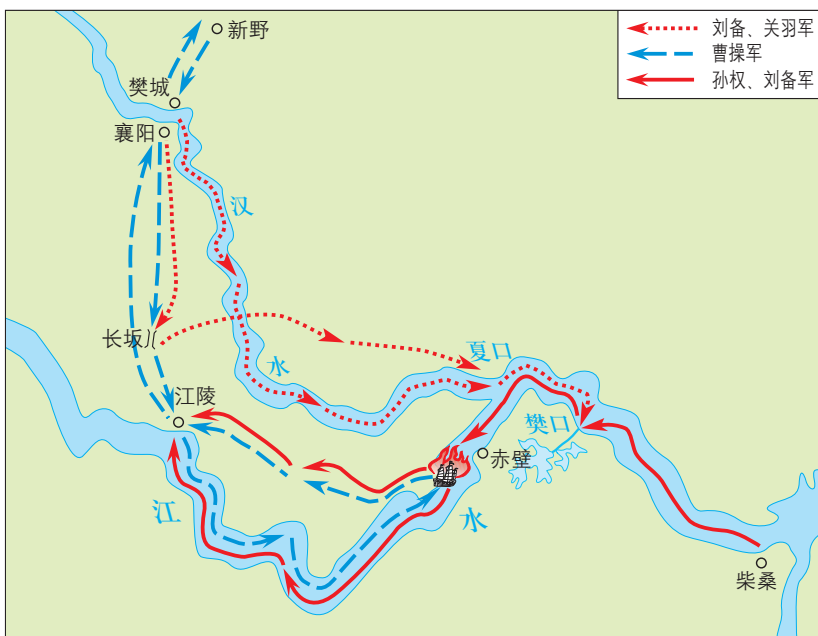 新野
刘备、关羽军
曹操军
孙权、刘备军
樊城
襄阳
汉
长坂
水
夏口
江陵
樊口
赤壁
江
水
柴桑